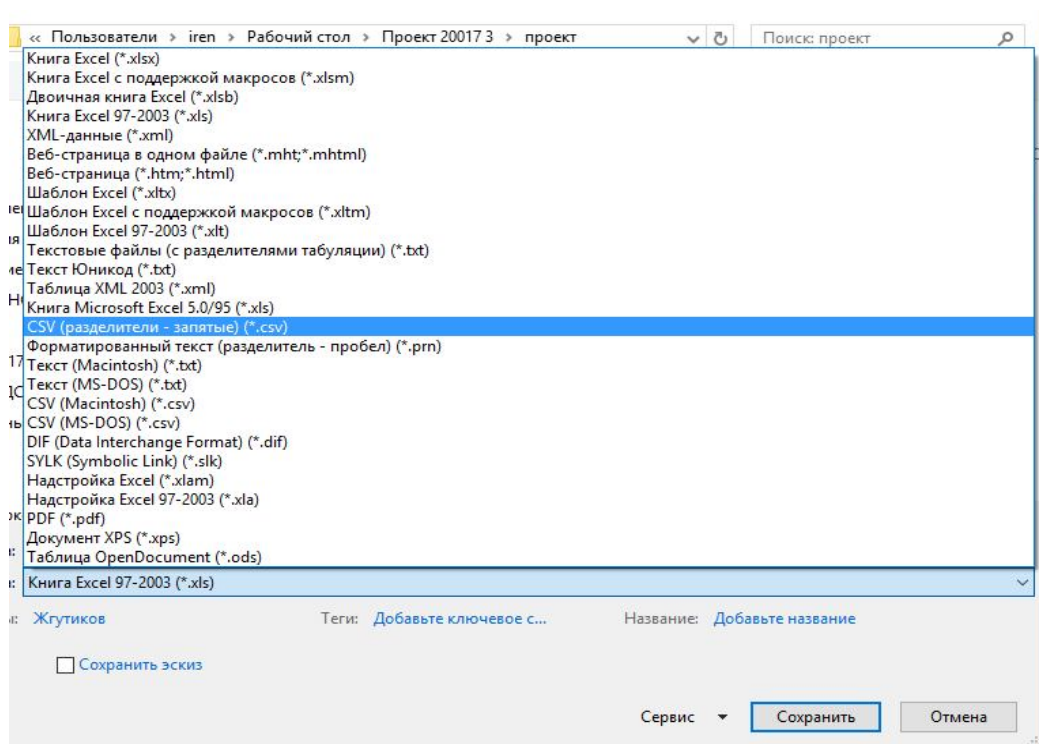 « Пользователи › iren › Рабочий стол › Проект 20017 3 › проект
Поиск: проект
Книга Excel (*.xlsx)
Книга Excel с поддержкой макросов (*.xlsm)
Двоичная книга Excel (*.xlsb)
Книга Excel 97-2003 (*.xls)
XML-данные (*.xml)
Веб-страница в одном файле (*.mht;*.mhtml)
Веб-страница (*.htm;*.html)
Шаблон Excel (*.xltx)
Шаблон Excel с поддержкой макросов (*.xltm)
Шаблон Excel 97-2003 (*.xlt)
Текстовые файлы (с разделителями табуляции) (*.txt)
Текст Юникод (*.txt)
Таблица XML 2003 (*.xml)
Книга Microsoft Excel 5.0/95 (*.xls)
CSV (разделители - запятые) (*.csv)
Форматированный текст (разделитель - пробел) (*.prn)
17
Текст (Macintosh) (*.txt)
Текст (MS-DOS) (*.txt)
CSV (Macintosh) (*.csv)
CSV (MS-DOS) (*.csv)
DIF (Data Interchange Format) (*.dif)
SYLK (Symbolic Link) (*.slk)
Надстройка Excel (*.xlam)
Надстройка Excel 97-2003 (*.xla)
PDF (*.pdf)
Документ XPS (*.xps)
Таблица OpenDocument (*.ods)
Книга Excel 97-2003 (*.xls)
Жгутиков Теги: Добавьте ключевое с... Название: Добавьте название
Сохранить эскиз
Сервис Сохранить Отмена